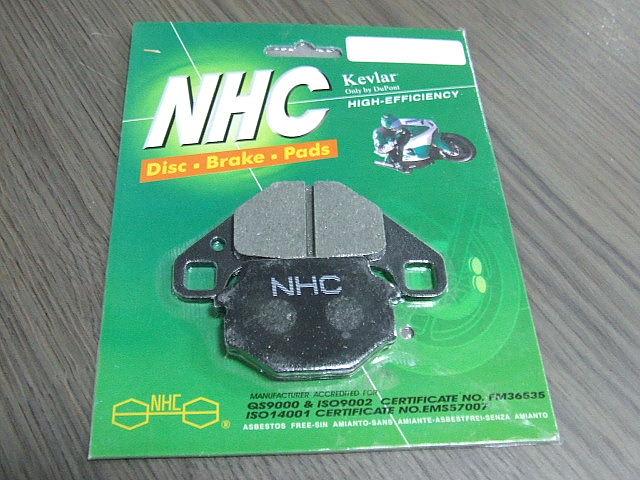 NHC
Kevlar
Only by DuPont
HIGH-EFFICIENCY
Disc • Brake • Pads
NHC
NHC
®
MANUFACTURER ACCREDITED FOR
QS9000 & ISO9002 CERTIFICATE NO. FM36535
ISO14001 CERTIFICATE NO.EMS57007
ASBESTOS FREE-SIN AMIANTO-SANS AMIANTE-ASBESTFREI-SENZA AMIANTO